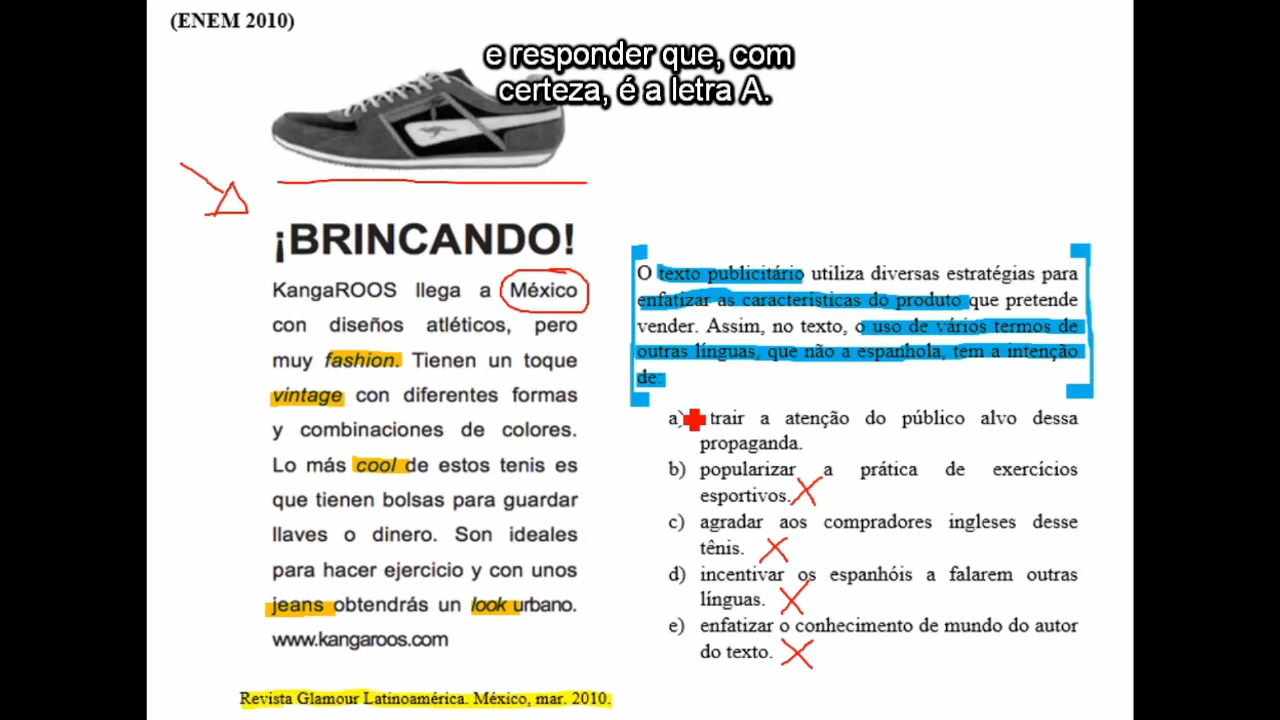 (ENEM 2010)
e responder que, com
certeza, é a letra A.
¡BRINCANDO!
KangaROOS llega a México
con diseños atléticos, pero
muy fashion. Tienen un toque
vintage con diferentes formas
y combinaciones de colores.
Lo más cool de estos tenis es
que tienen bolsas para guardar
llaves o dinero. Son ideales
para hacer ejercicio y con unos
jeans obtendrás un look urbano.
www.kangaroos.com
Revista Glamour Latinoamérica. México, mar. 2010.
O texto publicitário utiliza diversas estratégias para
enfatizar as características do produto que pretende
vender. Assim, no texto, o uso de vários termos de
outras línguas, que não a espanhola, tem a intenção
de:
a) trair a atenção do público alvo dessa
propaganda.
b) popularizar a prática de exercícios
esportivos.
c) agradar aos compradores ingleses desse
tênis.
d) incentivar os espanhóis a falarem outras
línguas.
e) enfatizar o conhecimento de mundo do autor
do texto.